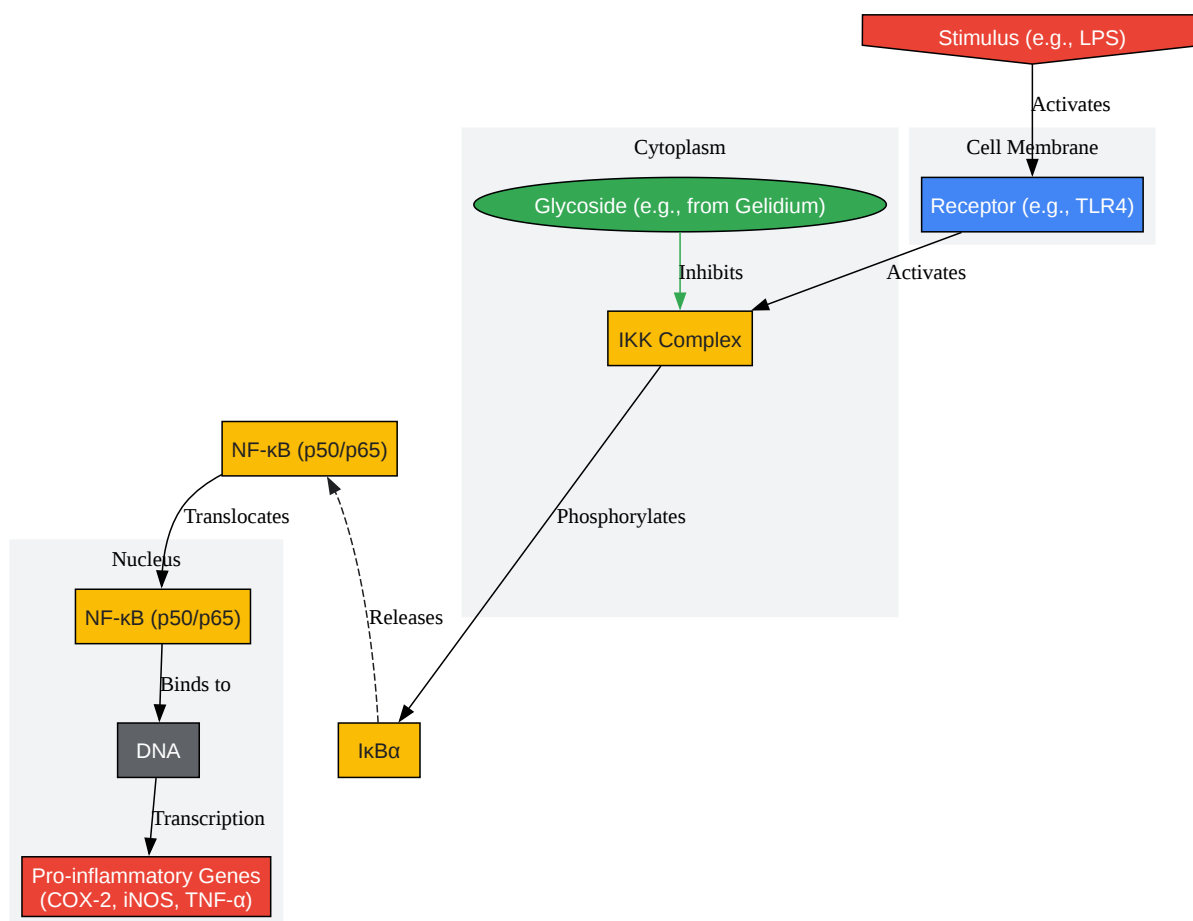 Stimulus (e.g., LPS)
Activates
Cytoplasm
Cell Membrane
Glycoside (e.g., from Gelidium)
Receptor (e.g., TLR4)
Inhibits
Activates
IKK Complex
NF-κB (p50/p65)
Translocates
Phosphorylates
Nucleus
NF-κB (p50/p65)
Releases
Binds to
DNA
IκBα
Transcription
Pro-inflammatory Genes
(COX-2, iNOS, TNF-α)